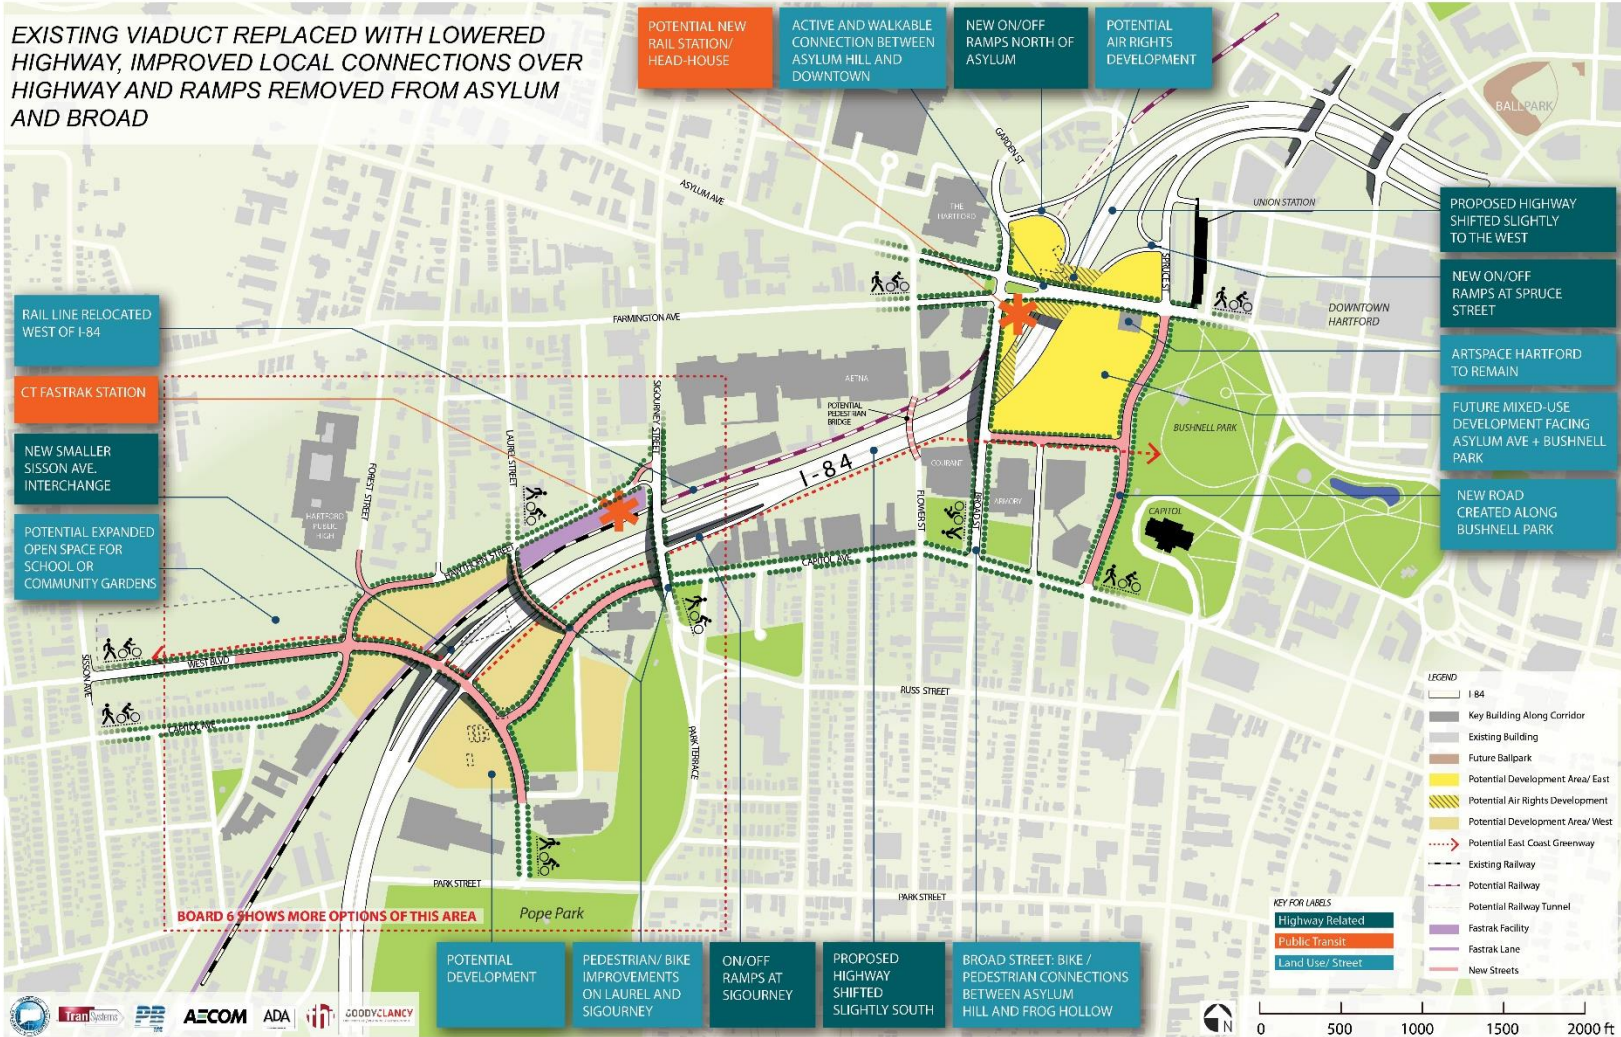 EXISTING VIADUCT REPLACED WITH LOWERED
HIGHWAY, IMPROVED LOCAL CONNECTIONS OVER
HIGHWAY AND RAMPS REMOVED FROM ASYLUM
AND BROAD
POTENTIAL NEW
RAIL STATION/
HEAD-HOUSE
ACTIVE AND WALKABLE
CONNECTION BETWEEN
ASYLUM HILL AND
DOWNTOWN
NEW ON/OFF
RAMPS NORTH OF
ASYLUM
POTENTIAL
AIR RIGHTS
DEVELOPMENT
BALLPARK
GARDEN ST
ASYLUM AVE
THE
HARTFORD
UNION STATION
SPRUCE ST
PROPOSED HIGHWAY
SHIFTED SLIGHTLY
TO THE WEST
NEW ON/OFF
RAMPS AT SPRUCE
STREET
DOWNTOWN
HARTFORD
ARTSPACE HARTFORD
TO REMAIN
FUTURE MIXED-USE
DEVELOPMENT FACING
ASYLUM AVE + BUSHNELL
PARK
NEW ROAD
CREATED ALONG
BUSHNELL PARK
RAIL LINE RELOCATED
WEST OF I-84
CT FASTRAK STATION
NEW SMALLER
SISSON AVE.
INTERCHANGE
POTENTIAL EXPANDED
OPEN SPACE FOR
SCHOOL OR
COMMUNITY GARDENS
FARMINGTON AVE
AETNA
SIGOURNEY STREET
LAUREL STREET
FOREST STREET
HARTFORD
PUBLIC
HIGH
HAWTHORN STREET
POTENTIAL
PEDESTRIAN
BRIDGE
I-84
COURANT
FLOWER ST
BROAD ST
ARMORY
BUSHNELL PARK
CAPITOL
CAPITOL AVE
SISSON AVE
WEST BLVD
CAPITOL AVE
RUSS STREET
PARK TERRACE
PARK STREET
PARK STREET
Pope Park
BOARD 6 SHOWS MORE OPTIONS OF THIS AREA
POTENTIAL
DEVELOPMENT
PEDESTRIAN/ BIKE
IMPROVEMENTS
ON LAUREL AND
SIGOURNEY
ON/OFF
RAMPS AT
SIGOURNEY
PROPOSED
HIGHWAY
SHIFTED
SLIGHTLY SOUTH
BROAD STREET: BIKE /
PEDESTRIAN CONNECTIONS
BETWEEN ASYLUM
HILL AND FROG HOLLOW
LEGEND
I-84
Key Building Along Corridor
Existing Building
Future Ballpark
Potential Development Area/ East
Potential Air Rights Development
Potential Development Area/ West
Potential East Coast Greenway
Existing Railway
Potential Railway
Potential Railway Tunnel
Fastrak Facility
Fastrak Lane
New Streets
KEY FOR LABELS
Highway Related
Public Transit
Land Use/ Street
TranSystems
PB
AECOM
ADA
fhi
GOODYCLANCY
N
0 500 1000 1500 2000 ft